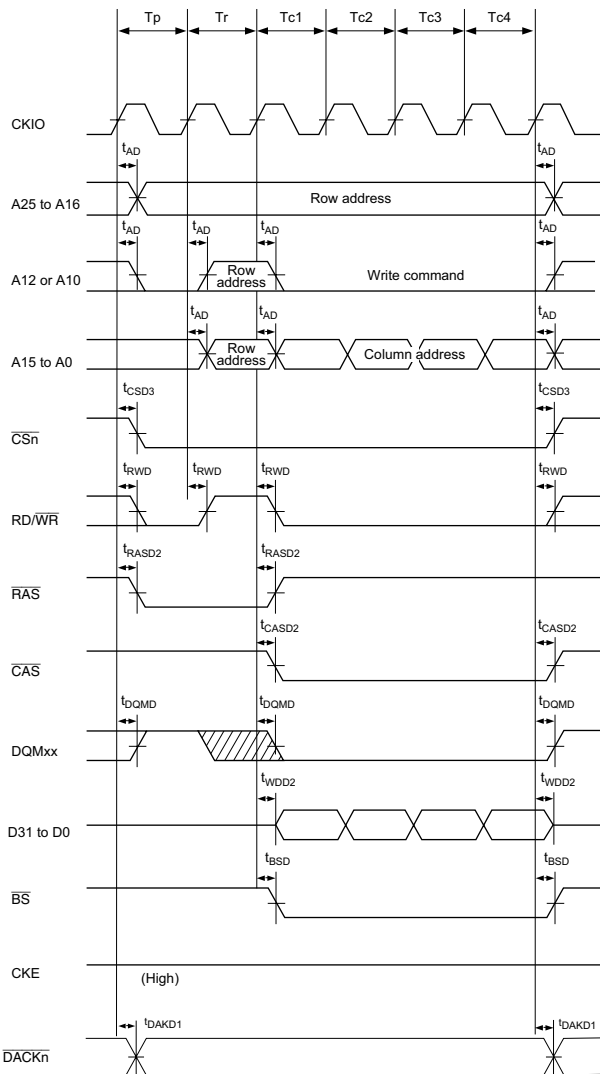 Tp Tr Tc1 Tc2 Tc3 Tc4
CKIO
tAD tAD
A25 to A16 Row address
tAD tAD tAD tAD
A12 or A10 Row address Write command
tAD tAD tAD
A15 to A0 Row address Column address
tCSD3 tCSD3
CSn
tRWD tRWD tRWD tRWD
RD/WR
tRASD2 tRASD2
RAS
tCASD2 tCASD2
CAS
tDQMD tDQMD tDQMD
DQMxx
tWDD2 tWDD2
D31 to D0
tBSD tBSD
BS
CKE
(High)
tDAKD1 tDAKD1
DACKn